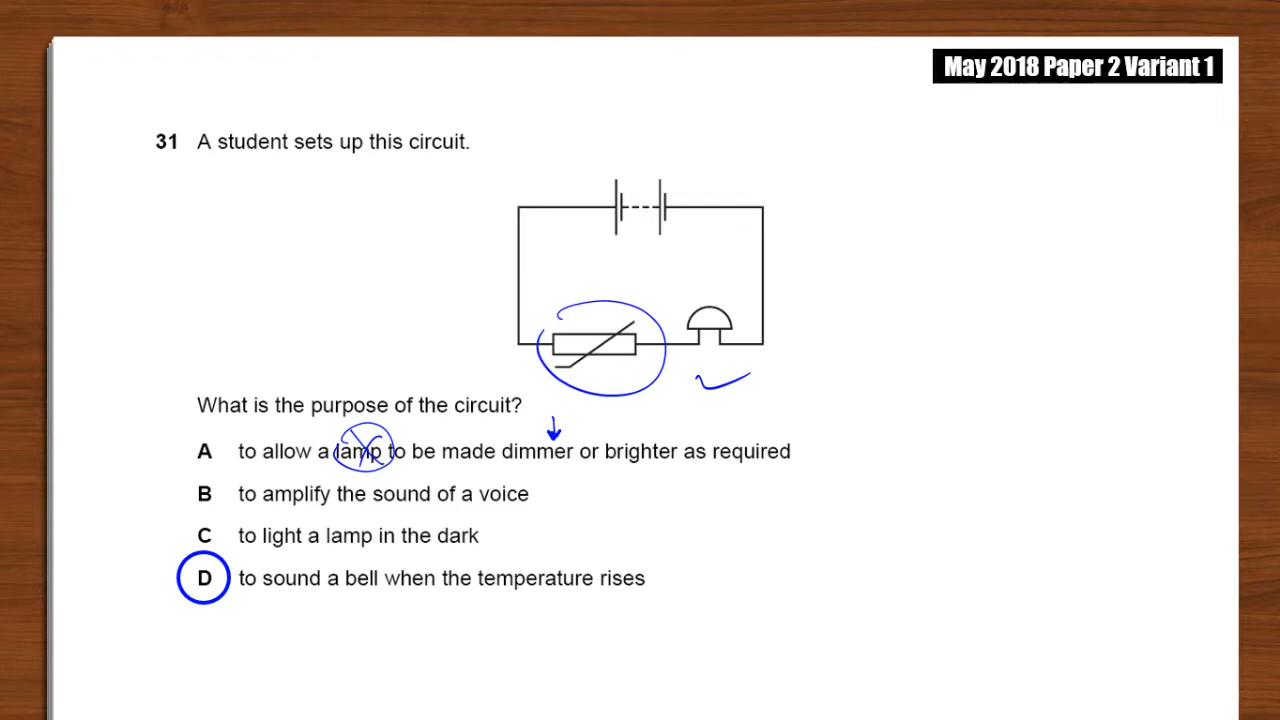 May 2018 Paper 2 Variant 1
31 A student sets up this circuit.
What is the purpose of the circuit?
A to allow a lamp to be made dimmer or brighter as required
B to amplify the sound of a voice
C to light a lamp in the dark
D to sound a bell when the temperature rises